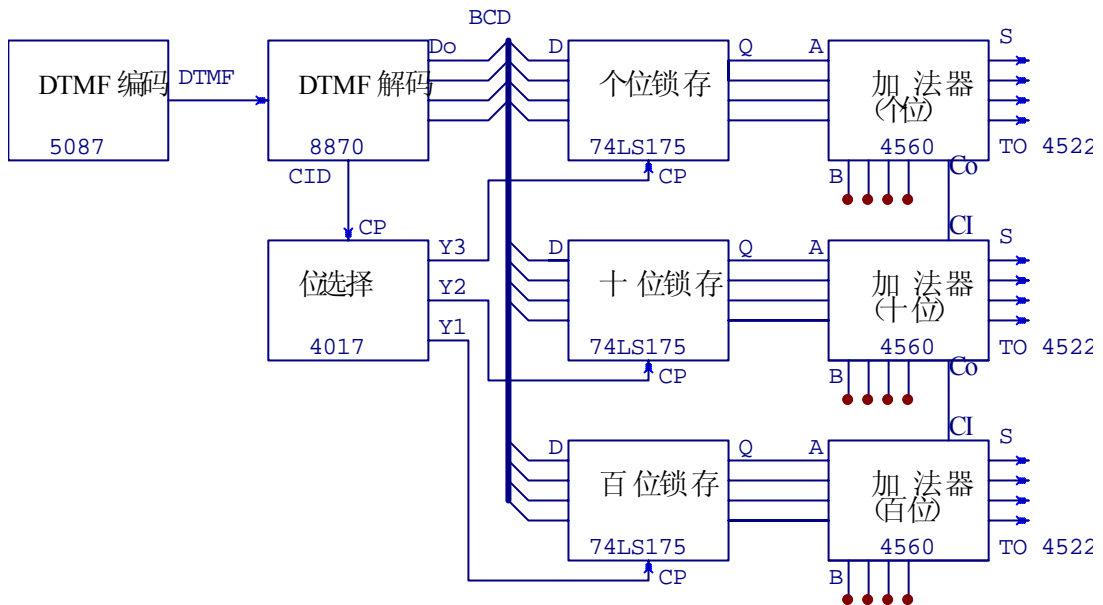 BCD
DTMF 编码
5087
DTMF
Do
DTMF 解码
8870
CID
D
个位锁存
74LS175
CP
Q
A
加法器
(个位)
4560
B
S
TO 4522
Co
CP
位选择
4017
Y3
Y2
Y1
D
十位锁存
74LS175
CP
Q
A
CI
加法器
(十位)
4560
B
S
TO 4522
Co
D
百位锁存
74LS175
CP
Q
A
CI
加法器
(百位)
4560
B
S
TO 4522